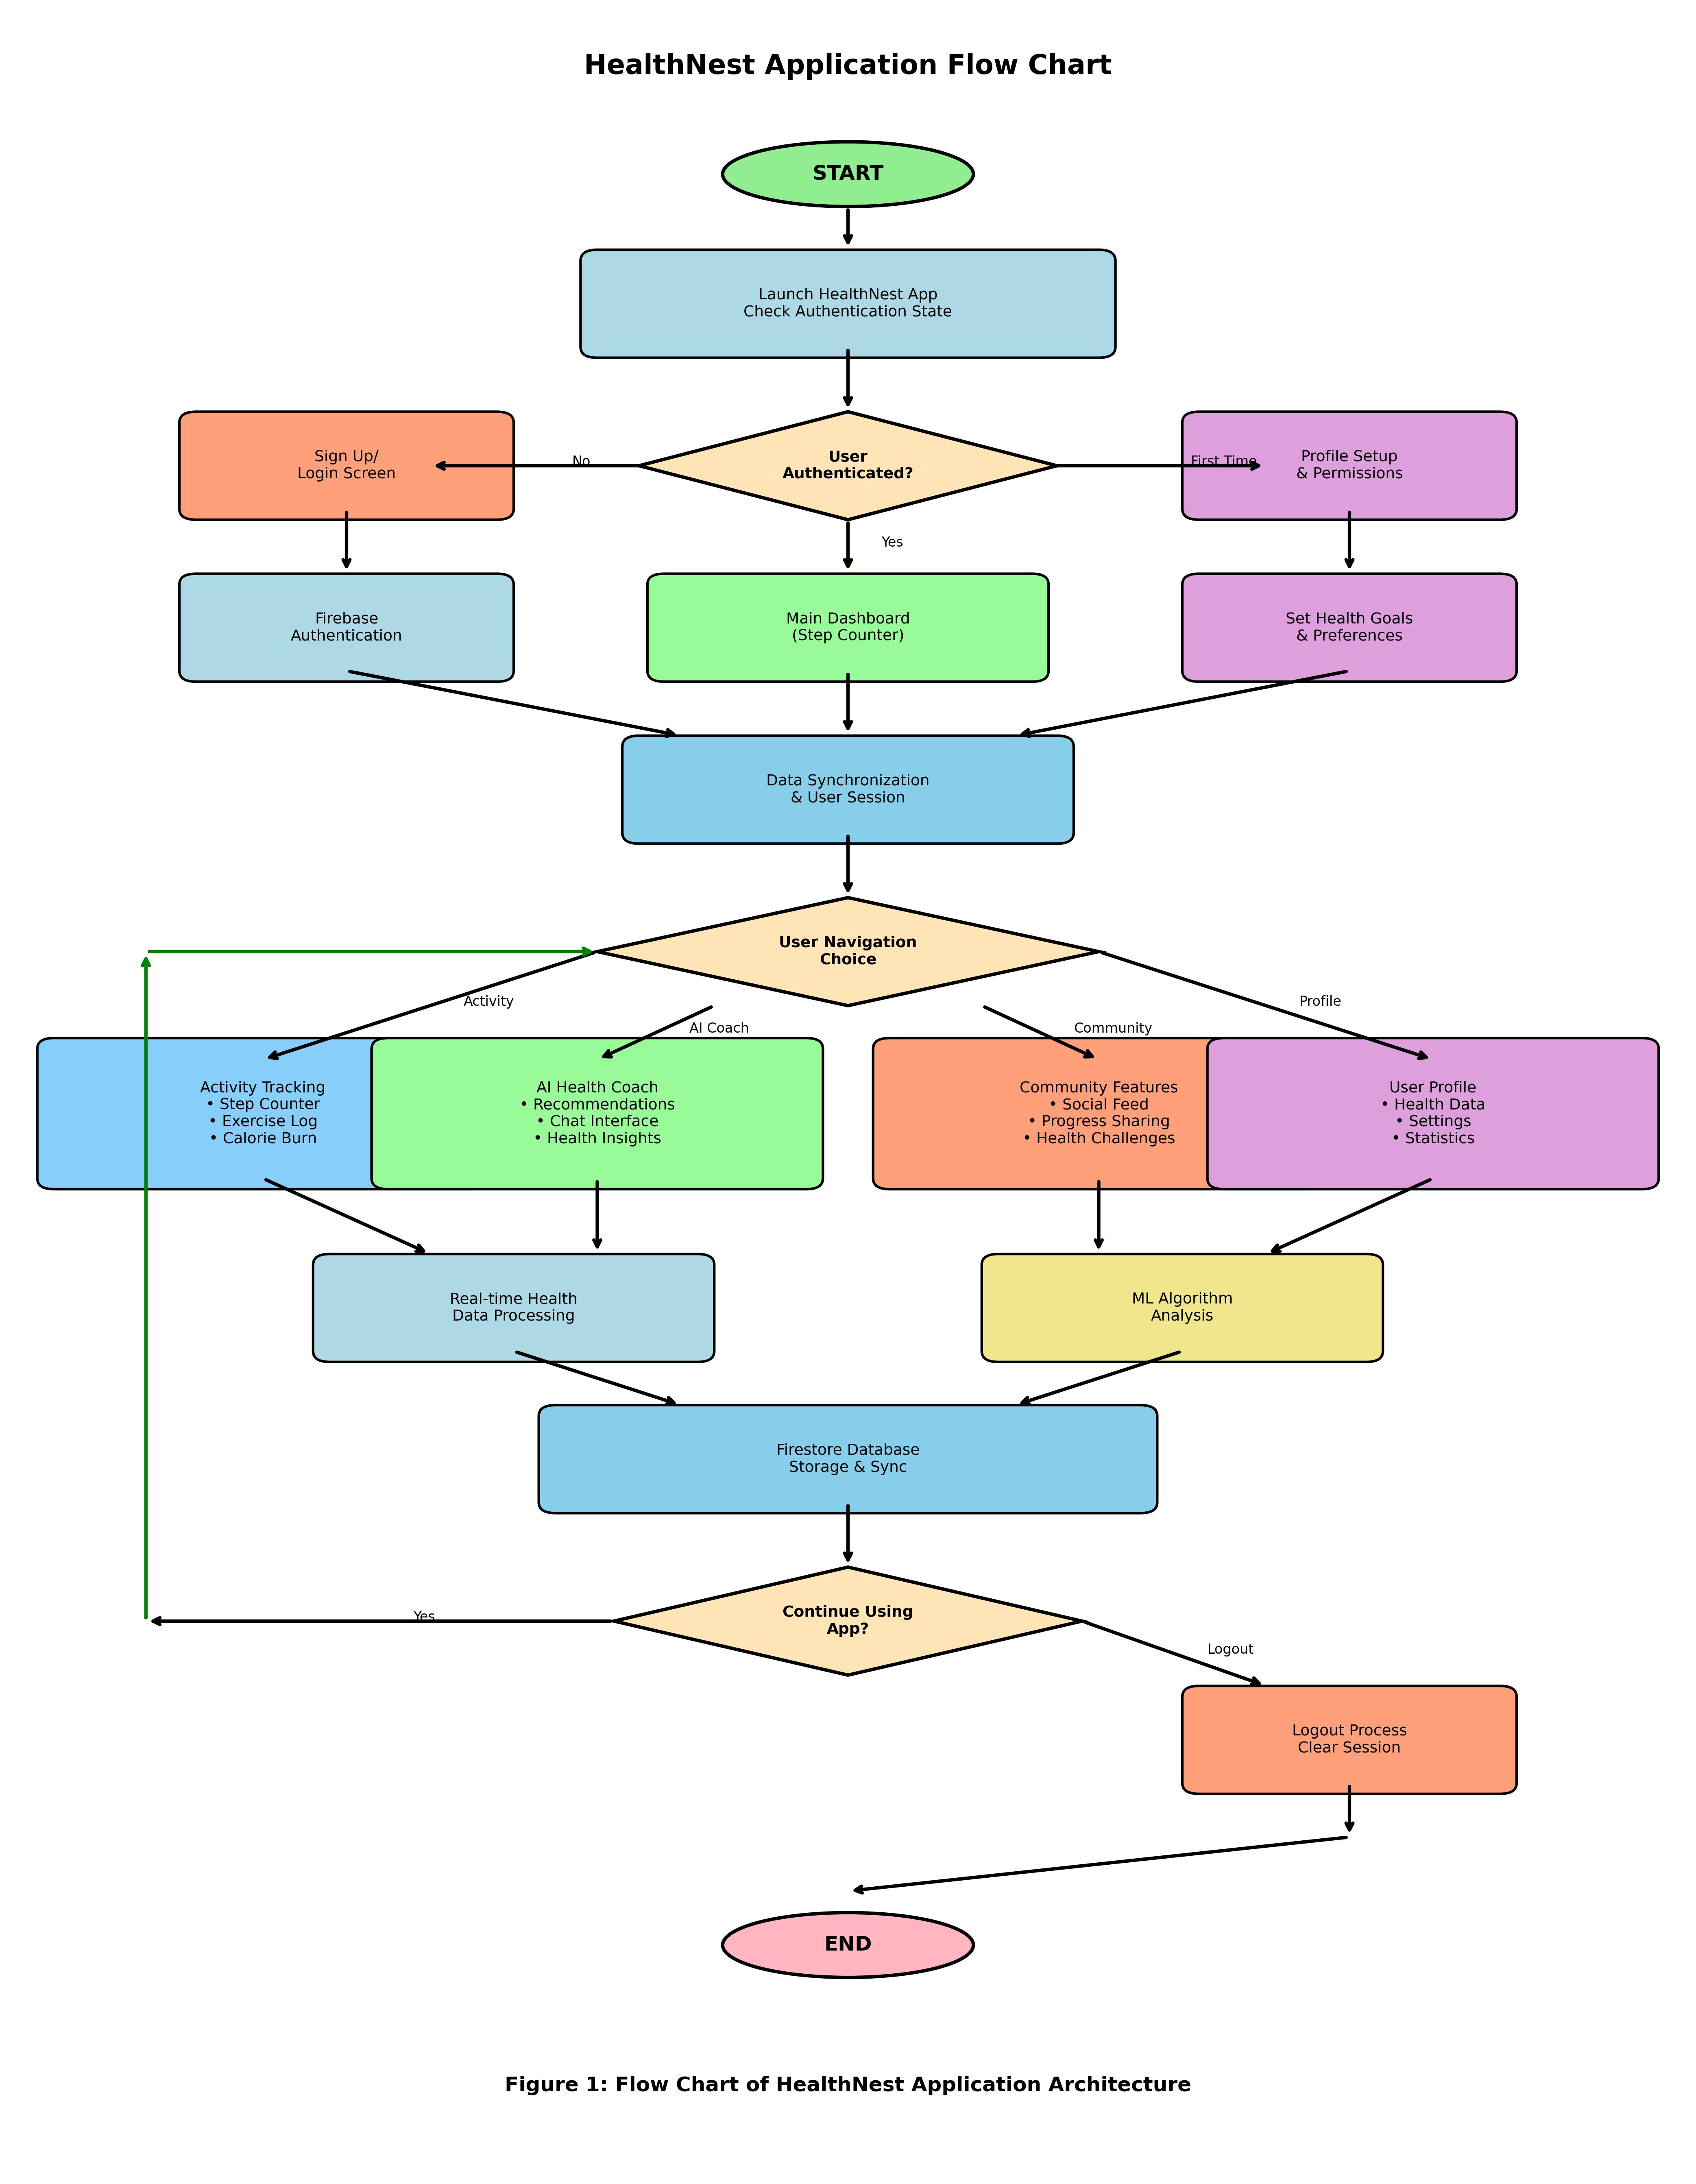 HealthNest Application Flow Chart
START
Launch HealthNest App
Check Authentication State
Sign Up/
Login Screen
No
User
Authenticated?
First Time
Profile Setup
& Permissions
Yes
Firebase
Authentication
Main Dashboard
(Step Counter)
Set Health Goals
& Preferences
Data Synchronization
& User Session
User Navigation
Choice
Activity
AI Coach
Community
Profile
Activity Tracking
• Step Counter
• Exercise Log
• Calorie Burn
AI Health Coach
• Recommendations
• Chat Interface
• Health Insights
Community Features
• Social Feed
• Progress Sharing
• Health Challenges
User Profile
• Health Data
• Settings
• Statistics
Real-time Health
Data Processing
ML Algorithm
Analysis
Firestore Database
Storage & Sync
Continue Using
App?
Yes
Logout
Logout Process
Clear Session
END
Figure 1: Flow Chart of HealthNest Application Architecture